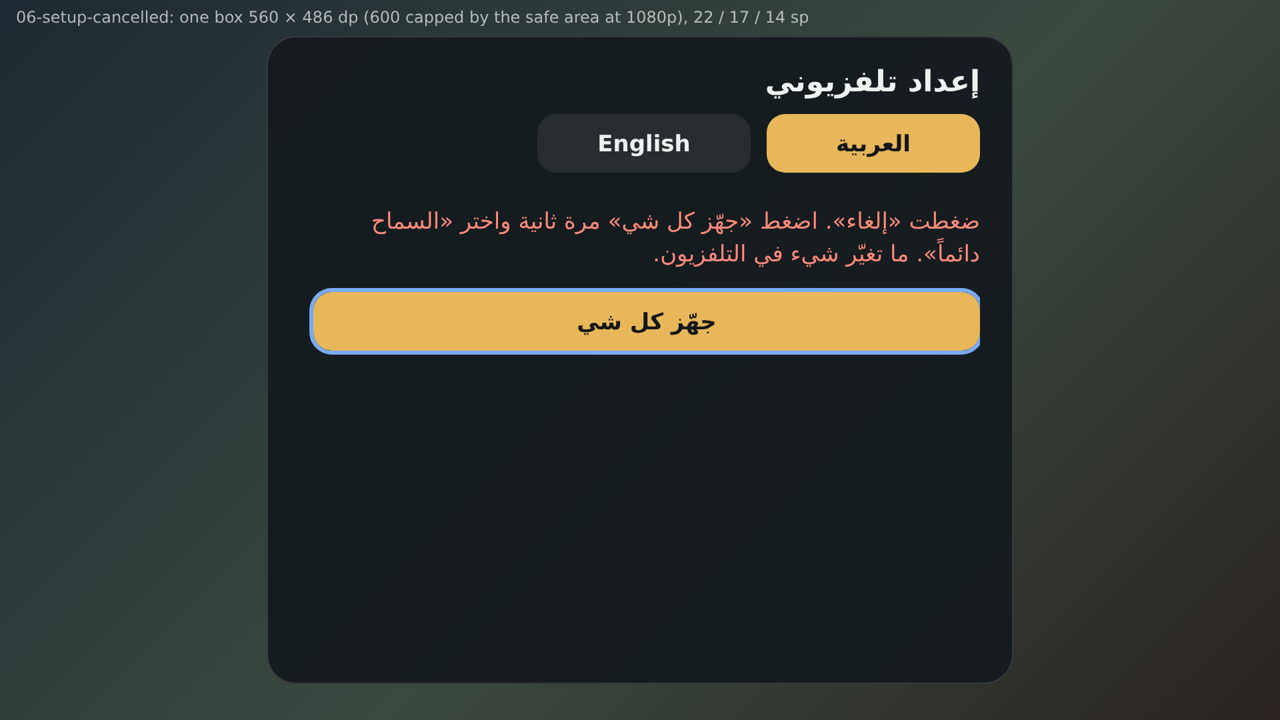 06-setup-cancelled: one box 560 × 486 dp (600 capped by the safe area at 1080p), 22 / 17 / 14 sp
إعداد تلفزيوني
العربية
English
ضغطت «إلغاء». اضغط «جهّز كل شي» مرة ثانية واختر «السماح
دائماً». ما تغيّر شيء في التلفزيون.
جهّز كل شي